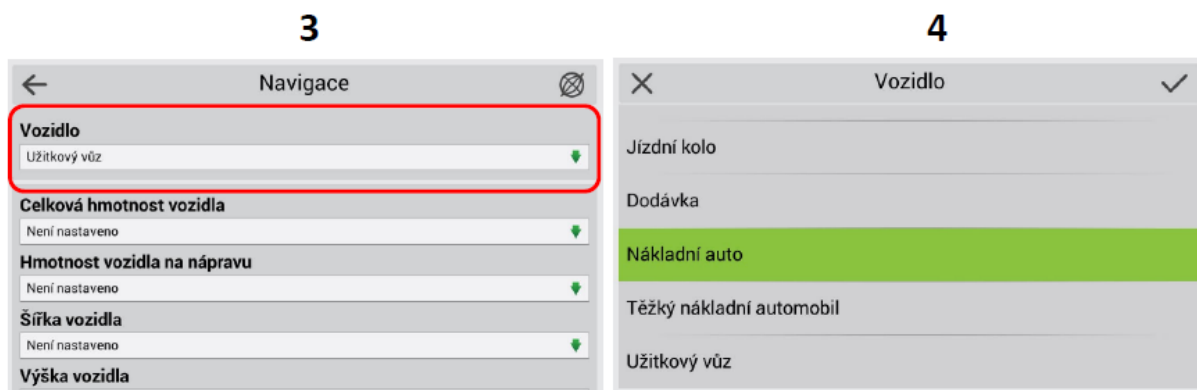 3
Navigace
Vozidlo
Užitkový vůz
Celková hmotnost vozidla
Není nastaveno
Hmotnost vozidla na nápravu
Není nastaveno
Šířka vozidla
Není nastaveno
Výška vozidla
4
Vozidlo
Jízdní kolo
Dodávka
Nákladní auto
Těžký nákladní automobil
Užitkový vůz